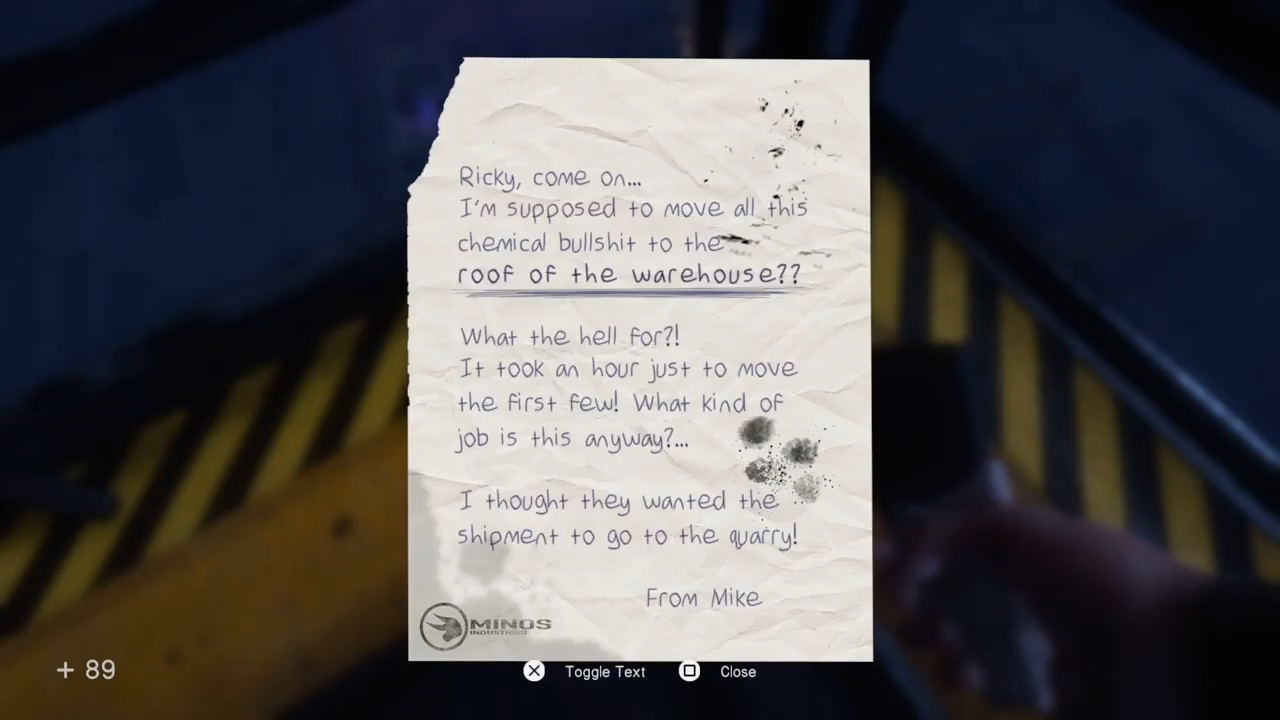 Ricky, come on...
I'm supposed to move all this
chemical bullshit to the
roof of the warehouse??
What the hell for?!
It took an hour just to move
the first few! What kind of
job is this anyway?...
I thought they wanted the
shipment to go to the quarry!
From Mike
MINOS
INDUSTRIES
+ 89
Toggle Text
Close